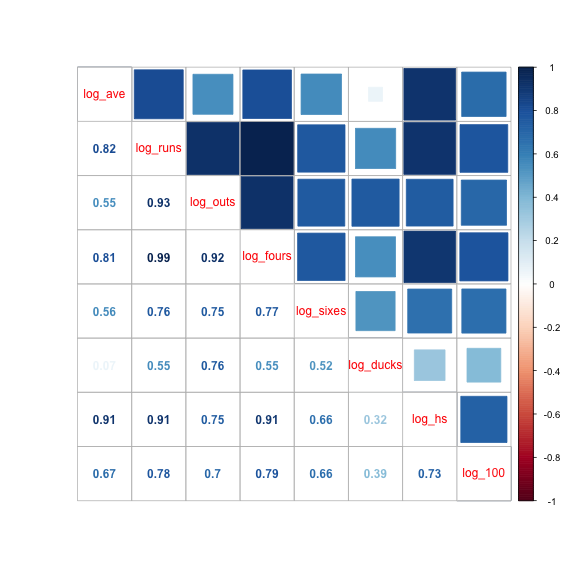 log_ave
0.82 log_runs
0.55 0.93 log_outs
0.81 0.99 0.92 log_fours
0.56 0.76 0.75 0.77 log_sixes
0.07 0.55 0.76 0.55 0.52 log_ducks
0.91 0.91 0.75 0.91 0.66 0.32 log_hs
0.67 0.78 0.7 0.79 0.66 0.39 0.73 log_100
1
0.8
0.6
0.4
0.2
0
-0.2
-0.4
-0.6
-0.8
-1